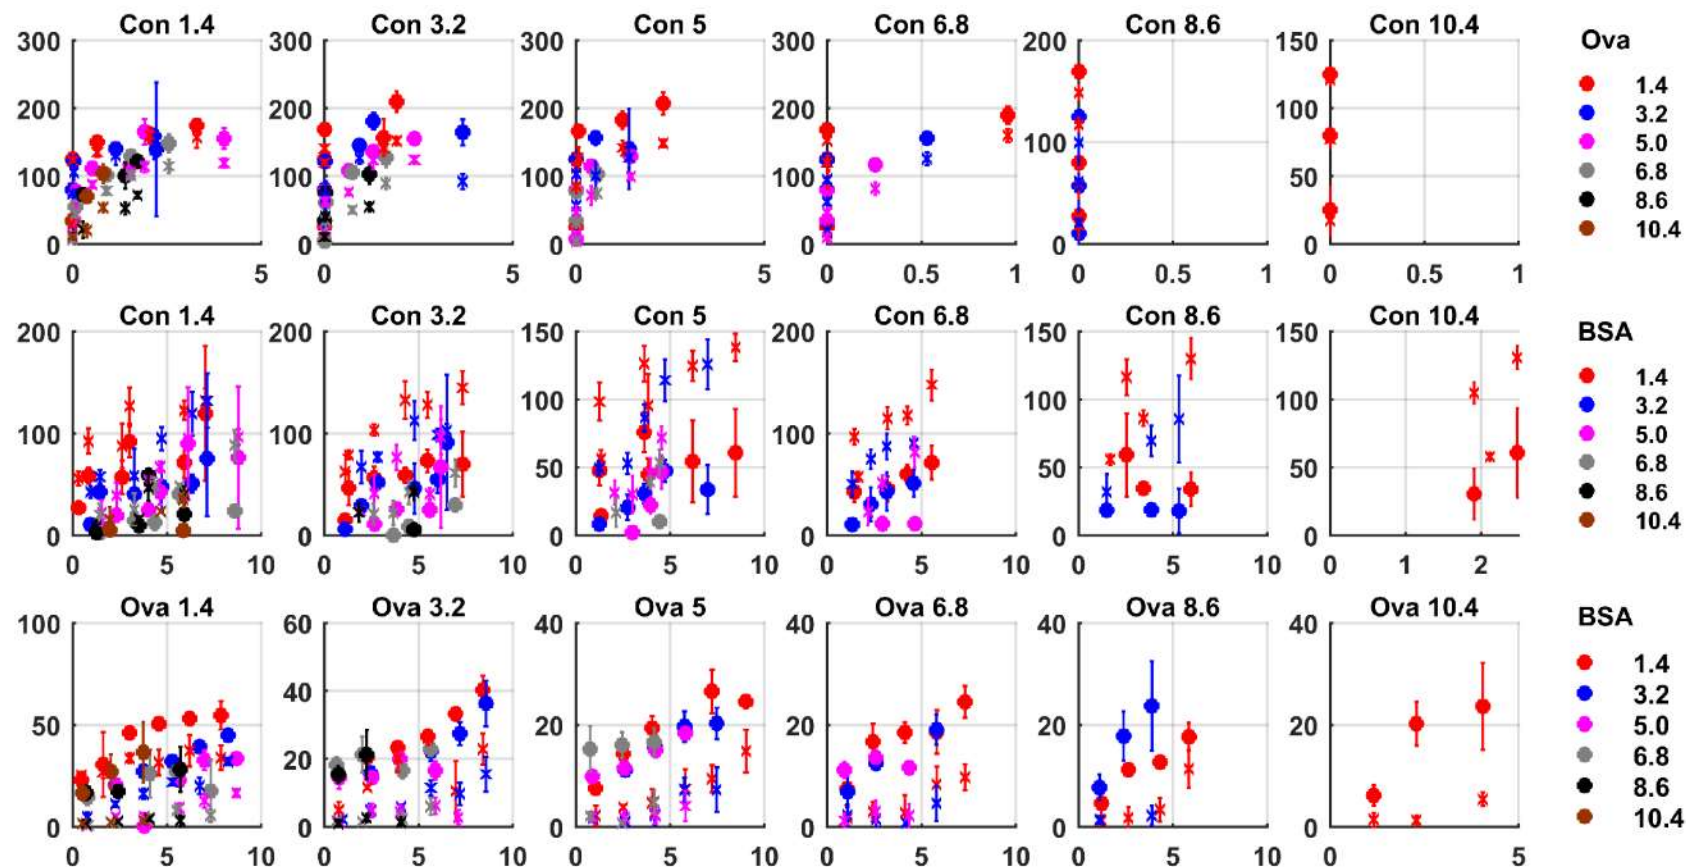 Con 1.4 Con 3.2 Con 5 Con 6.8 Con 8.6 Con 10.4
300 300 300 300 200 150 Ova
1.4
200 200 200 200 100 3.2
100 5.0
100 100 100 100 50 6.8
8.6
0 0 0 0 0 0 10.4
0 5 0 5 0 5 0 0.5 1 0 0.5 1 0 0.5 1
Con 1.4 Con 3.2 Con 5 Con 6.8 Con 8.6 Con 10.4
200 200 150 200 150 150 BSA
1.4
100 100 100 3.2
100 100 100 5.0
50 50 50 6.8
8.6
0 0 0 0 0 0 10.4
0 5 10 0 5 10 0 5 10 0 5 10 0 5 10 0 1 2
Ova 1.4 Ova 3.2 Ova 5 Ova 6.8 Ova 8.6 Ova 10.4
100 60 40 40 40 40 BSA
1.4
40 3.2
50 20 20 20 20 5.0
20 6.8
8.6
0 0 0 0 0 0 10.4
0 5 10 0 5 10 0 5 10 0 5 10 0 5 10 0 5